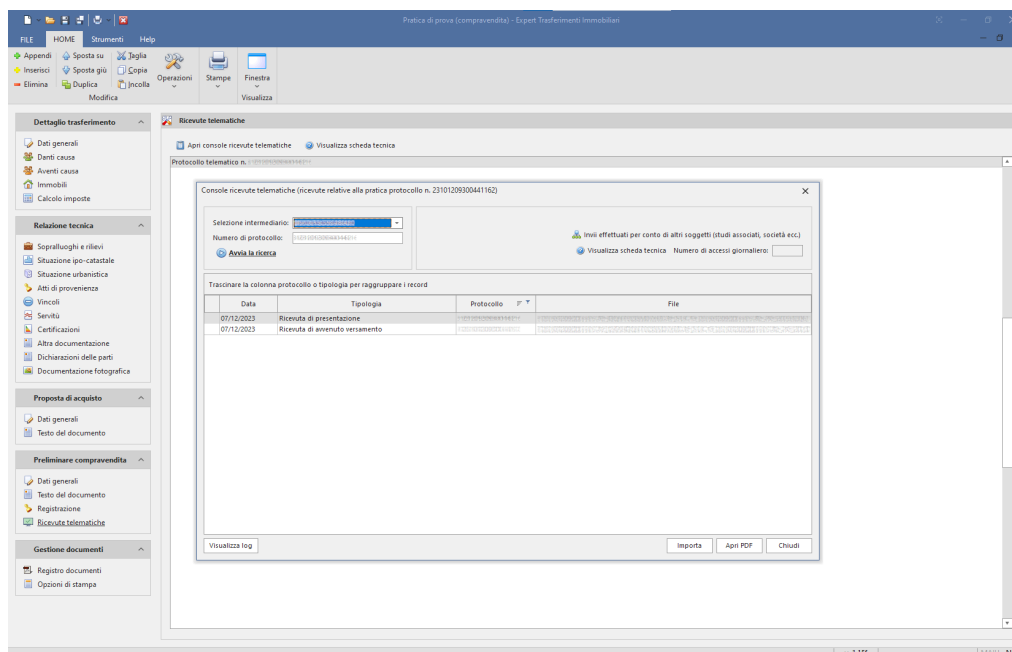 Pratica di prova (compravendita) - Expert Trasferimenti Immobiliari
FILE HOME Strumenti Help
Appendi Sposta su Taglia
Inserisci Sposta giù Copia
Elimina Duplica Incolla
Operazioni Stampe Finestra
Modifica Visualizza
Dettaglio trasferimento
Dati generali
Danti causa
Aventi causa
Immobili
Calcolo imposte
Relazione tecnica
Sopralluoghi e rilievi
Situazione ipo-catastale
Situazione urbanistica
Atti di provenienza
Vincoli
Servitù
Certificazioni
Altra documentazione
Dichiarazioni delle parti
Documentazione fotografica
Proposta di acquisto
Dati generali
Testo del documento
Preliminare compravendita
Dati generali
Testo del documento
Registrazione
Ricevute telematiche
Gestione documenti
Registro documenti
Opzioni di stampa
Ricevute telematiche
Apri console ricevute telematiche Visualizza scheda tecnica
Protocollo telematico n.
Console ricevute telematiche (ricevute relative alla pratica protocollo n. 23101209300441162)
Selezione intermediario:
Numero di protocollo:
Avvia la ricerca
Invii effettuati per conto di altri soggetti (studi associati, società ecc.)
Visualizza scheda tecnica Numero di accessi giornaliero:
Trascinare la colonna protocollo o tipologia per raggruppare i record
Data Tipologia Protocollo File
07/12/2023 Ricevuta di presentazione
07/12/2023 Ricevuta di avvenuto versamento
Visualizza log Importa Apri PDF Chiudi